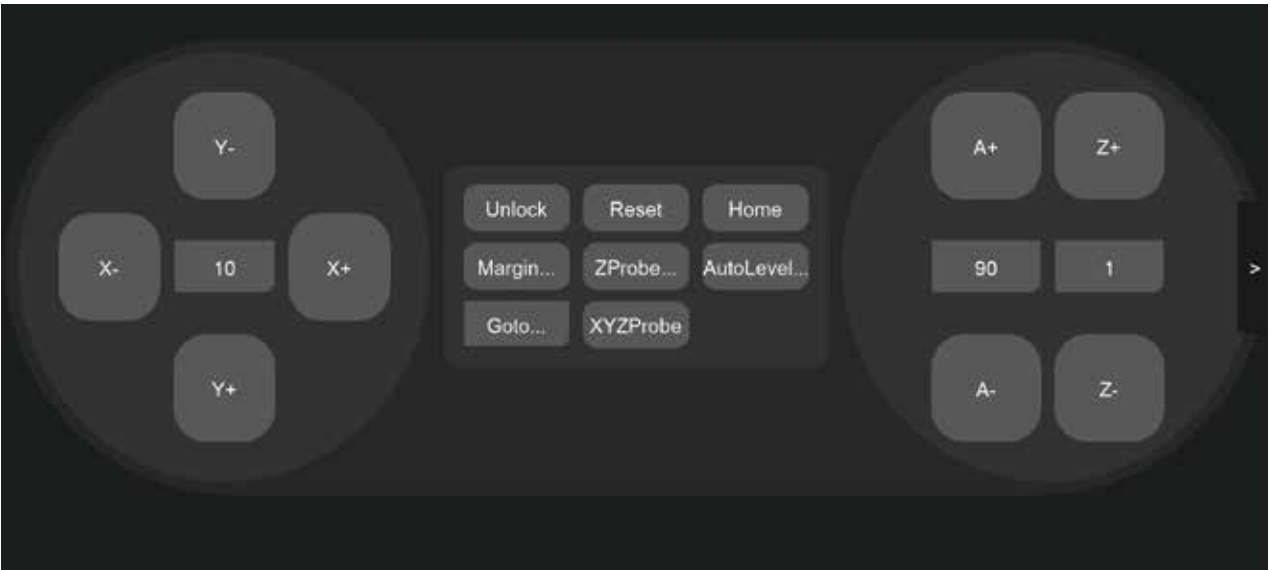 Y-
X-
10
X+
Y+
Unlock
Reset
Home
Margin...
ZProbe...
AutoLevel...
Goto...
XYZProbe
A+
Z+
90
1
A-
Z-
>